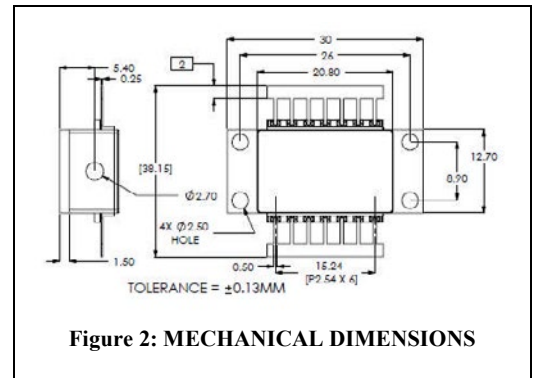 30
26
20.80
2
5.40
0.25
[38.15]
12.70
8.90
Ø2.70
4X Ø2.50
HOLE
1.50
0.50
15.24
[P2.54 X 6]
TOLERANCE = ±0.13MM
Figure 2: MECHANICAL DIMENSIONS